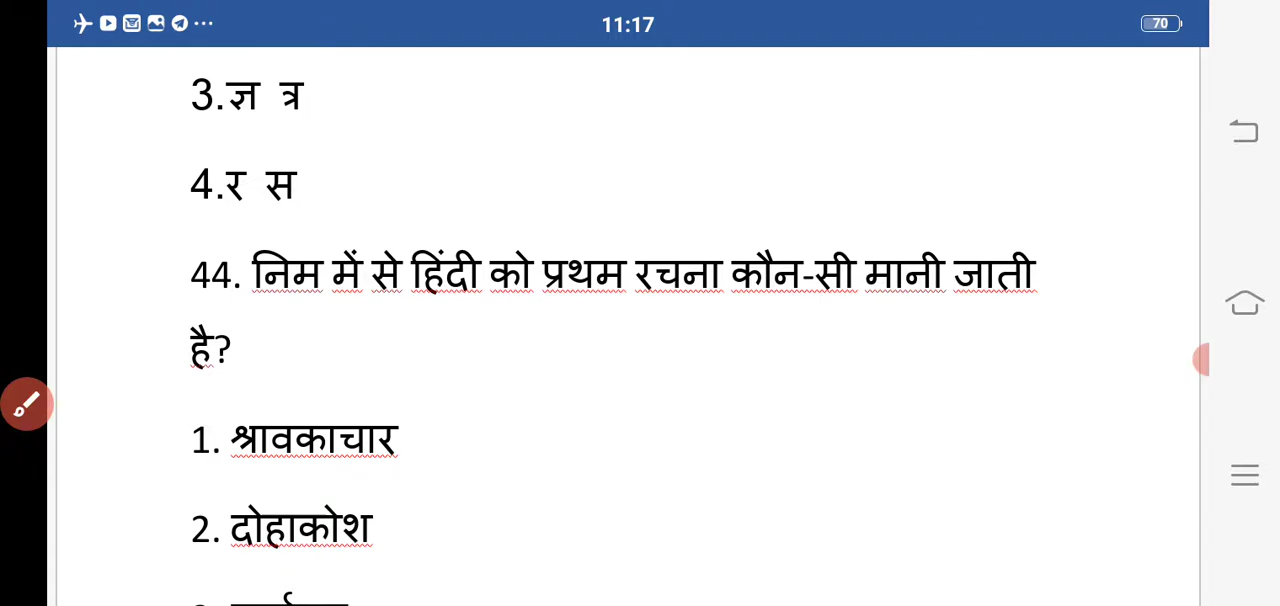 11:17
70
3.ज्ञ त्र
4.र स
44. निम में से हिंदी को प्रथम रचना कौन-सी मानी जाती
है?
1. श्रावकाचार
2. दोहाकोश